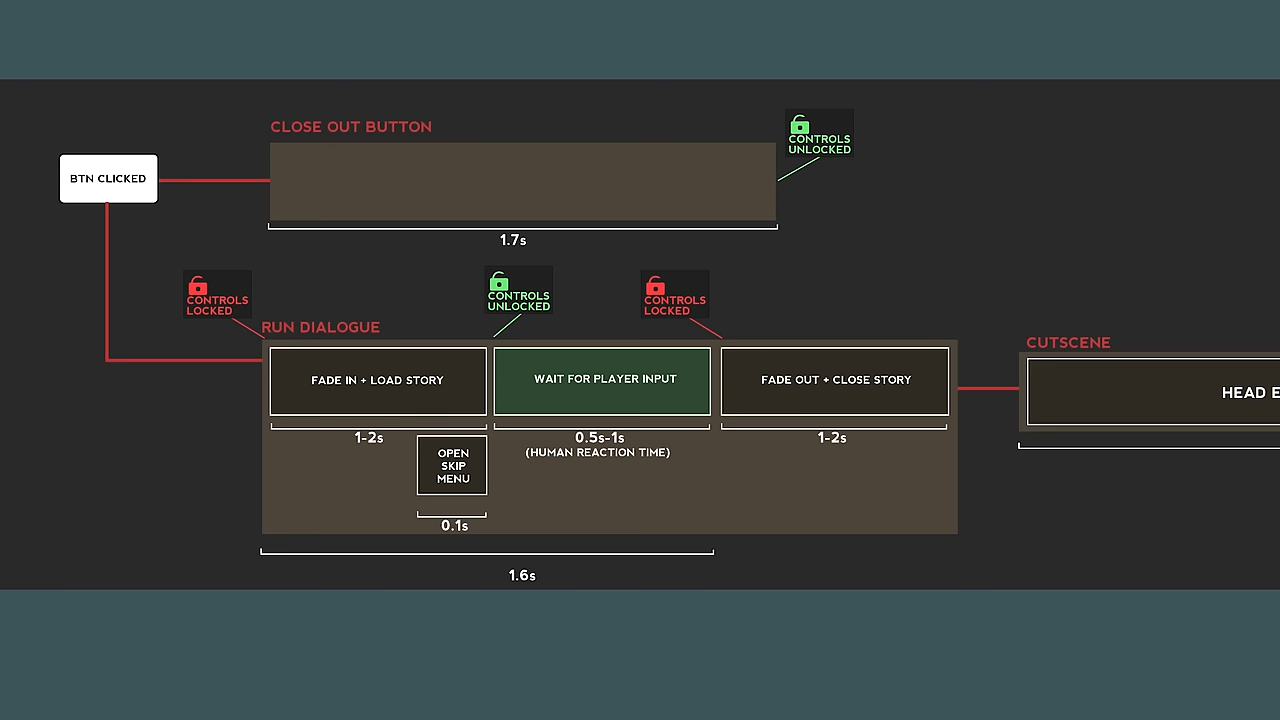 CLOSE OUT BUTTON
CONTROLS
UNLOCKED
BTN CLICKED
1.7s
CONTROLS
LOCKED
CONTROLS
UNLOCKED
CONTROLS
LOCKED
RUN DIALOGUE
CUTSCENE
FADE IN + LOAD STORY
WAIT FOR PLAYER INPUT
FADE OUT + CLOSE STORY
HEAD E
1-2s
0.5s-1s
(HUMAN REACTION TIME)
1-2s
OPEN
SKIP
MENU
0.1s
1.6s